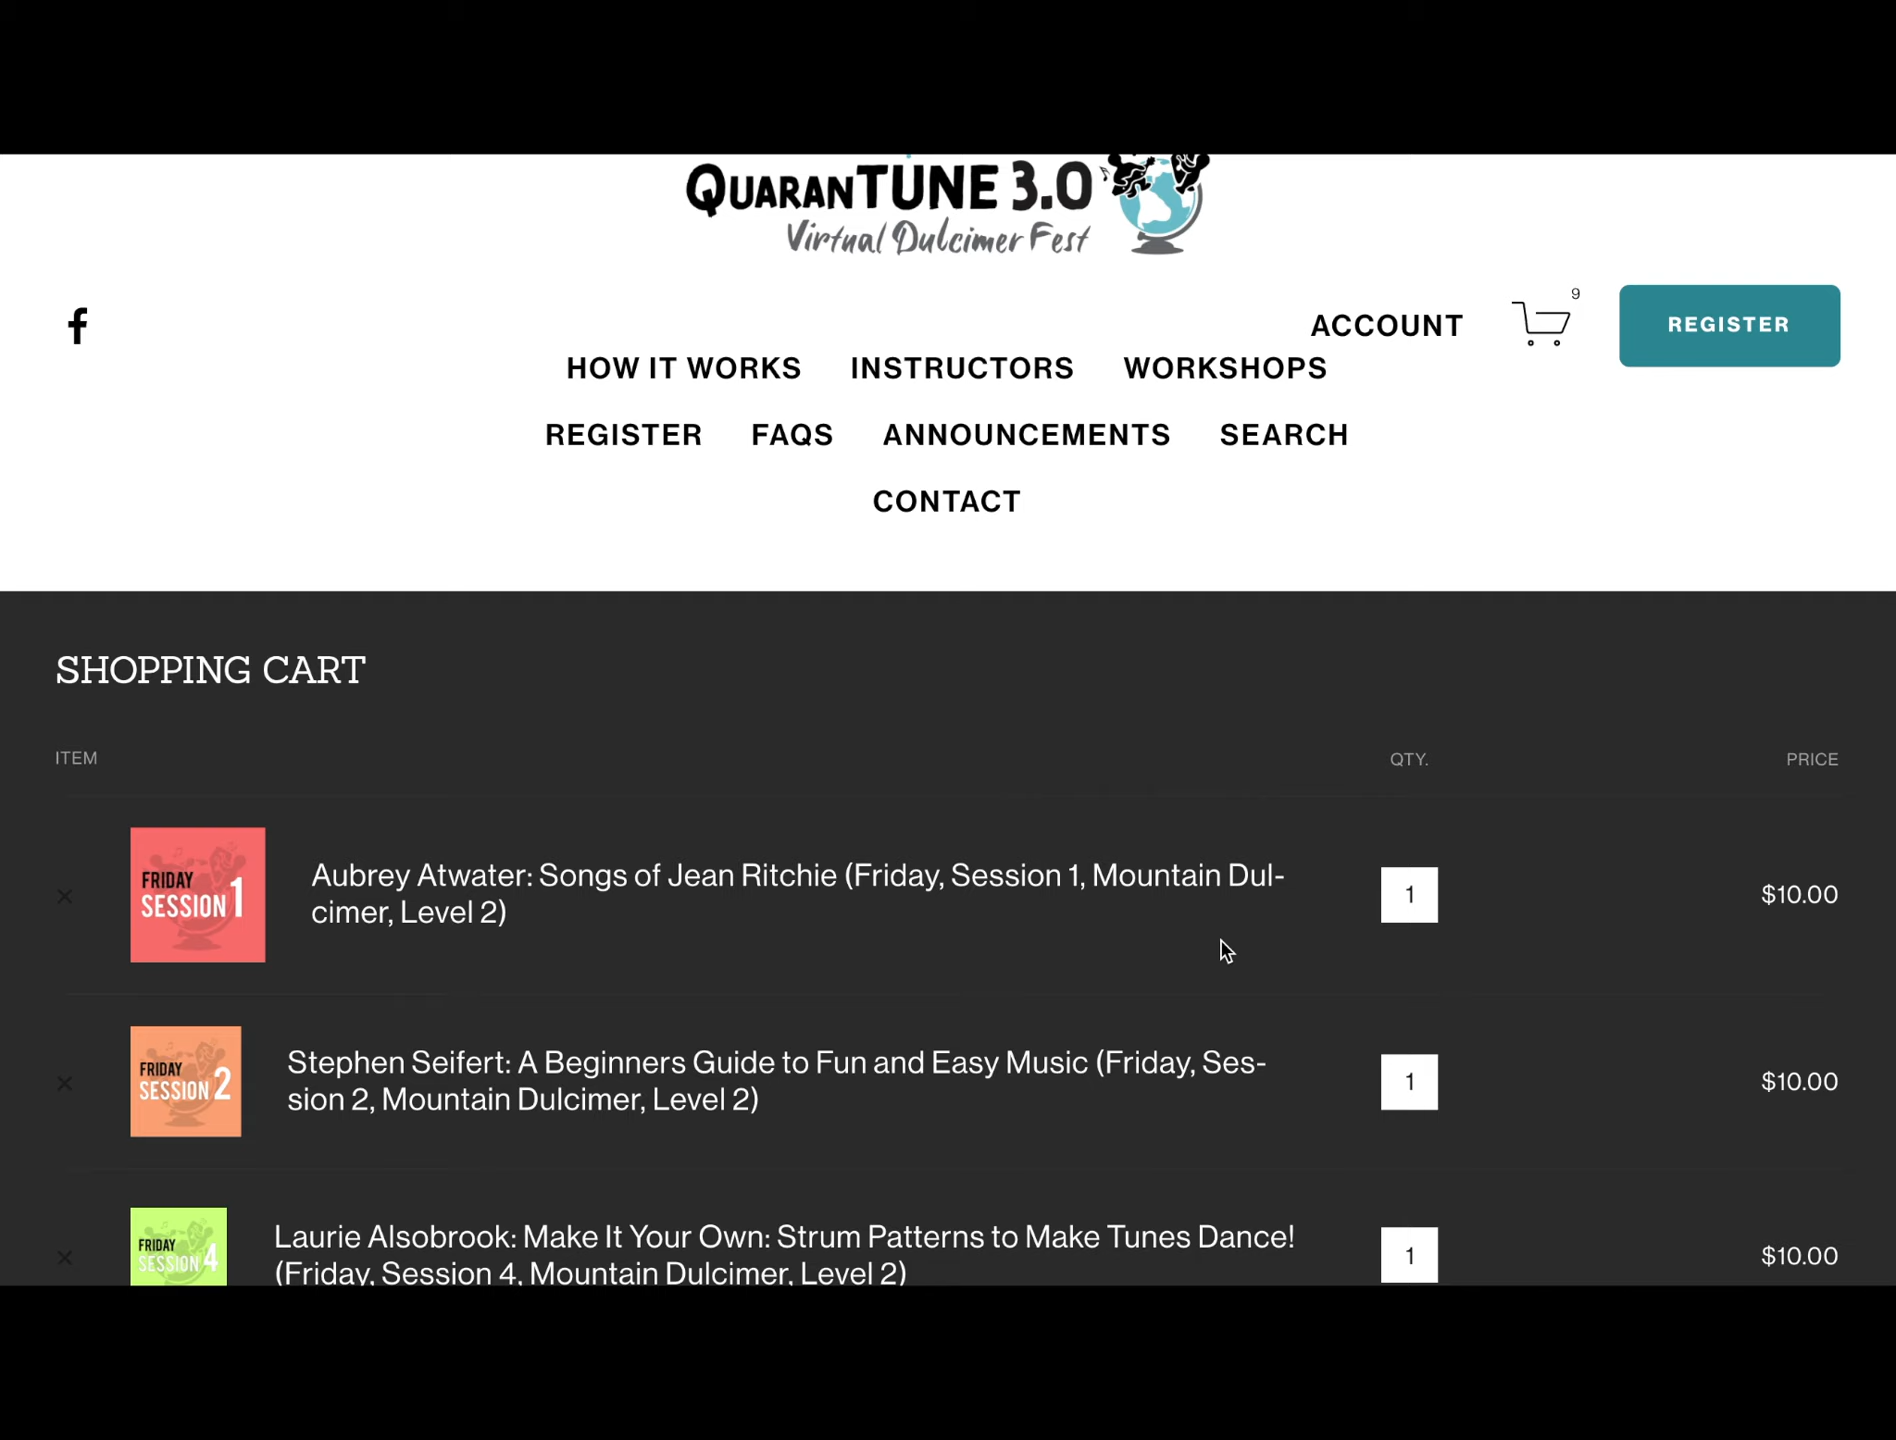 QUARANTUNE 3.0
Virtual Dulcimer Fest
9
ACCOUNT
REGISTER
HOW IT WORKS INSTRUCTORS WORKSHOPS
REGISTER FAQS ANNOUNCEMENTS SEARCH
CONTACT
SHOPPING CART
ITEM QTY. PRICE
FRIDAY
SESSION 1
Aubrey Atwater: Songs of Jean Ritchie (Friday, Session 1, Mountain Dul-
cimer, Level 2)
1
$10.00
FRIDAY
SESSION 2
Stephen Seifert: A Beginners Guide to Fun and Easy Music (Friday, Ses-
sion 2, Mountain Dulcimer, Level 2)
1
$10.00
FRIDAY
SESSION 4
Laurie Alsobrook: Make It Your Own: Strum Patterns to Make Tunes Dance!
(Friday, Session 4, Mountain Dulcimer, Level 2)
1
$10.00